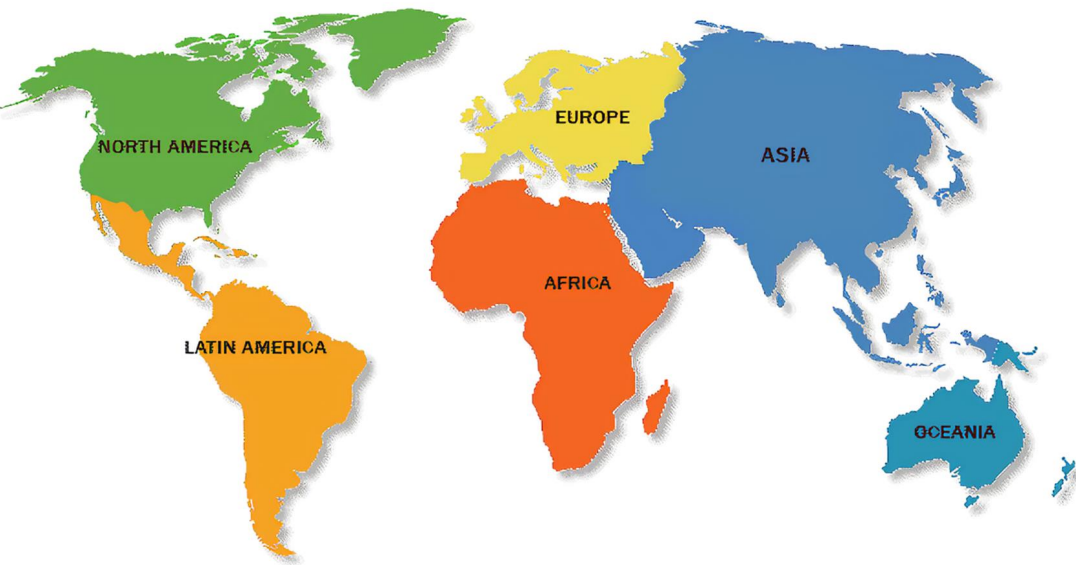 NORTH AMERICA
EUROPE
ASIA
AFRICA
LATIN AMERICA
OCEANIA